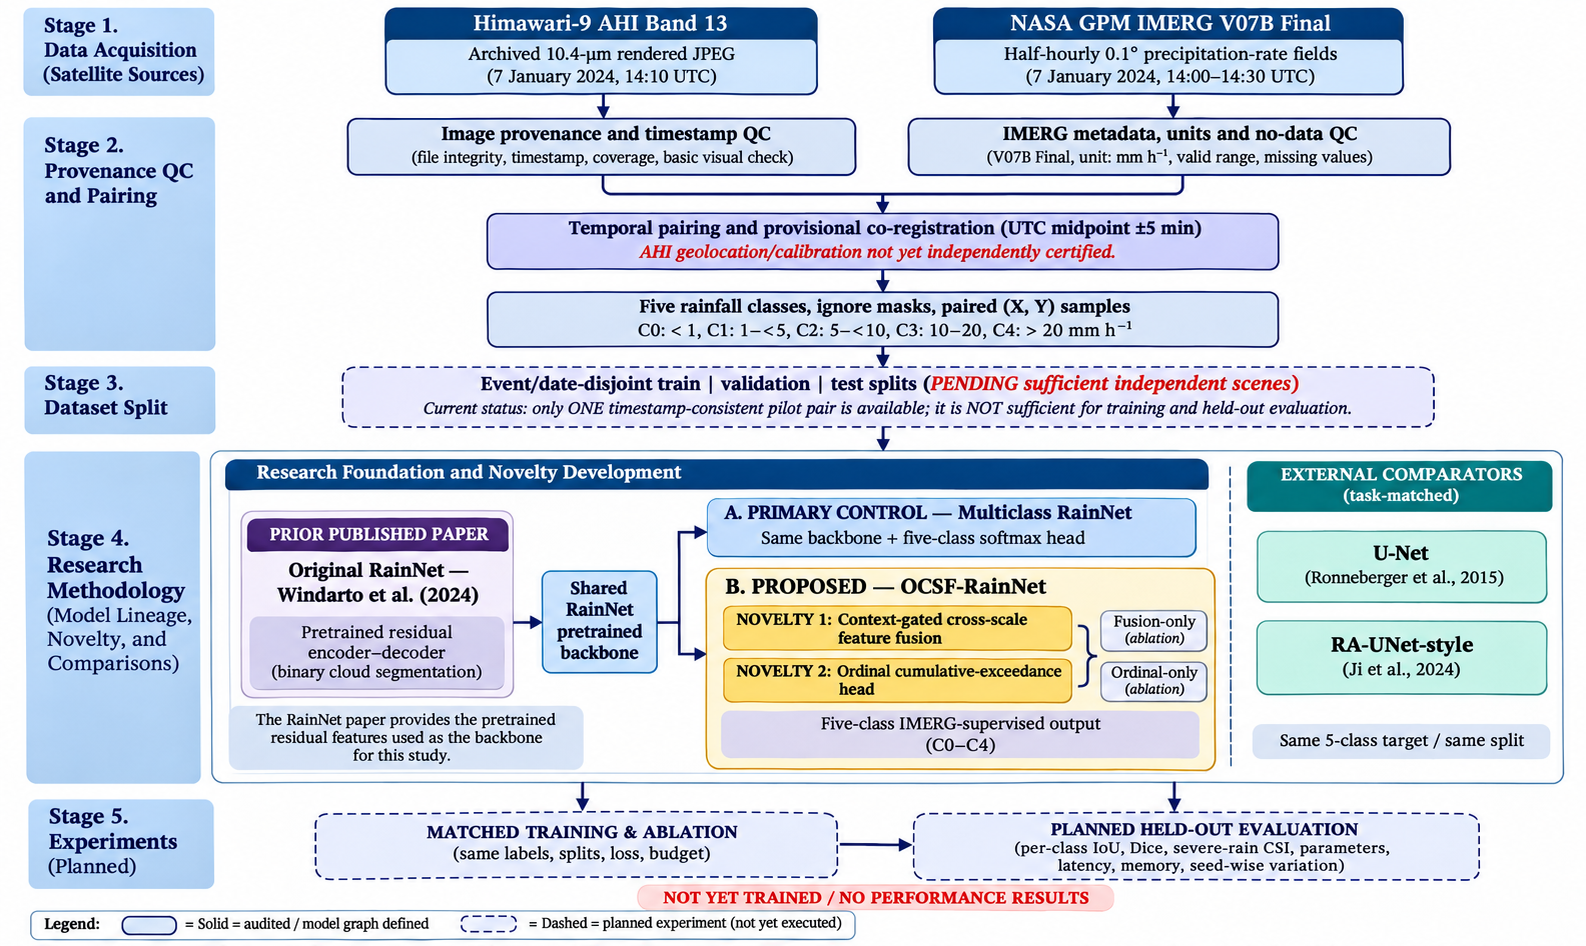 Stage 1.
Data Acquisition
(Satellite Sources)
Himawari-9 AHI Band 13
Archived 10.4-μm rendered JPEG
(7 January 2024, 14:10 UTC)
NASA GPM IMERG V07B Final
Half-hourly 0.1° precipitation-rate fields
(7 January 2024, 14:00–14:30 UTC)
Stage 2.
Provenance QC
and Pairing
Image provenance and timestamp QC
(file integrity, timestamp, coverage, basic visual check)
IMERG metadata, units and no-data QC
(V07B Final, unit: mm h⁻¹, valid range, missing values)
Temporal pairing and provisional co-registration (UTC midpoint ±5 min)
AHI geolocation/calibration not yet independently certified.
Five rainfall classes, ignore masks, paired (X, Y) samples
C0: < 1, C1: 1–<5, C2: 5–<10, C3: 10–20, C4: > 20 mm h⁻¹
Stage 3.
Dataset Split
Event/date-disjoint train | validation | test splits (PENDING sufficient independent scenes)
Current status: only ONE timestamp-consistent pilot pair is available; it is NOT sufficient for training and held-out evaluation.
Stage 4.
Research
Methodology
(Model Lineage,
Novelty, and
Comparisons)
Research Foundation and Novelty Development
PRIOR PUBLISHED PAPER
Original RainNet —
Windarto et al. (2024)
Pretrained residual
encoder–decoder
(binary cloud segmentation)
The RainNet paper provides the pretrained
residual features used as the backbone
for this study.
Shared
RainNet
pretrained
backbone
A. PRIMARY CONTROL — Multiclass RainNet
Same backbone + five-class softmax head
B. PROPOSED — OCSF-RainNet
NOVELTY 1: Context-gated cross-scale
feature fusion
NOVELTY 2: Ordinal cumulative-exceedance
head
Fusion-only
(ablation)
Ordinal-only
(ablation)
Five-class IMERG-supervised output
(C0–C4)
EXTERNAL COMPARATORS
(task-matched)
U-Net
(Ronneberger et al., 2015)
RA-UNet-style
(Ji et al., 2024)
Same 5-class target / same split
Stage 5.
Experiments
(Planned)
MATCHED TRAINING & ABLATION
(same labels, splits, loss, budget)
PLANNED HELD-OUT EVALUATION
(per-class IoU, Dice, severe-rain CSI, parameters,
latency, memory, seed-wise variation)
NOT YET TRAINED / NO PERFORMANCE RESULTS
Legend:
= Solid = audited / model graph defined
= Dashed = planned experiment (not yet executed)